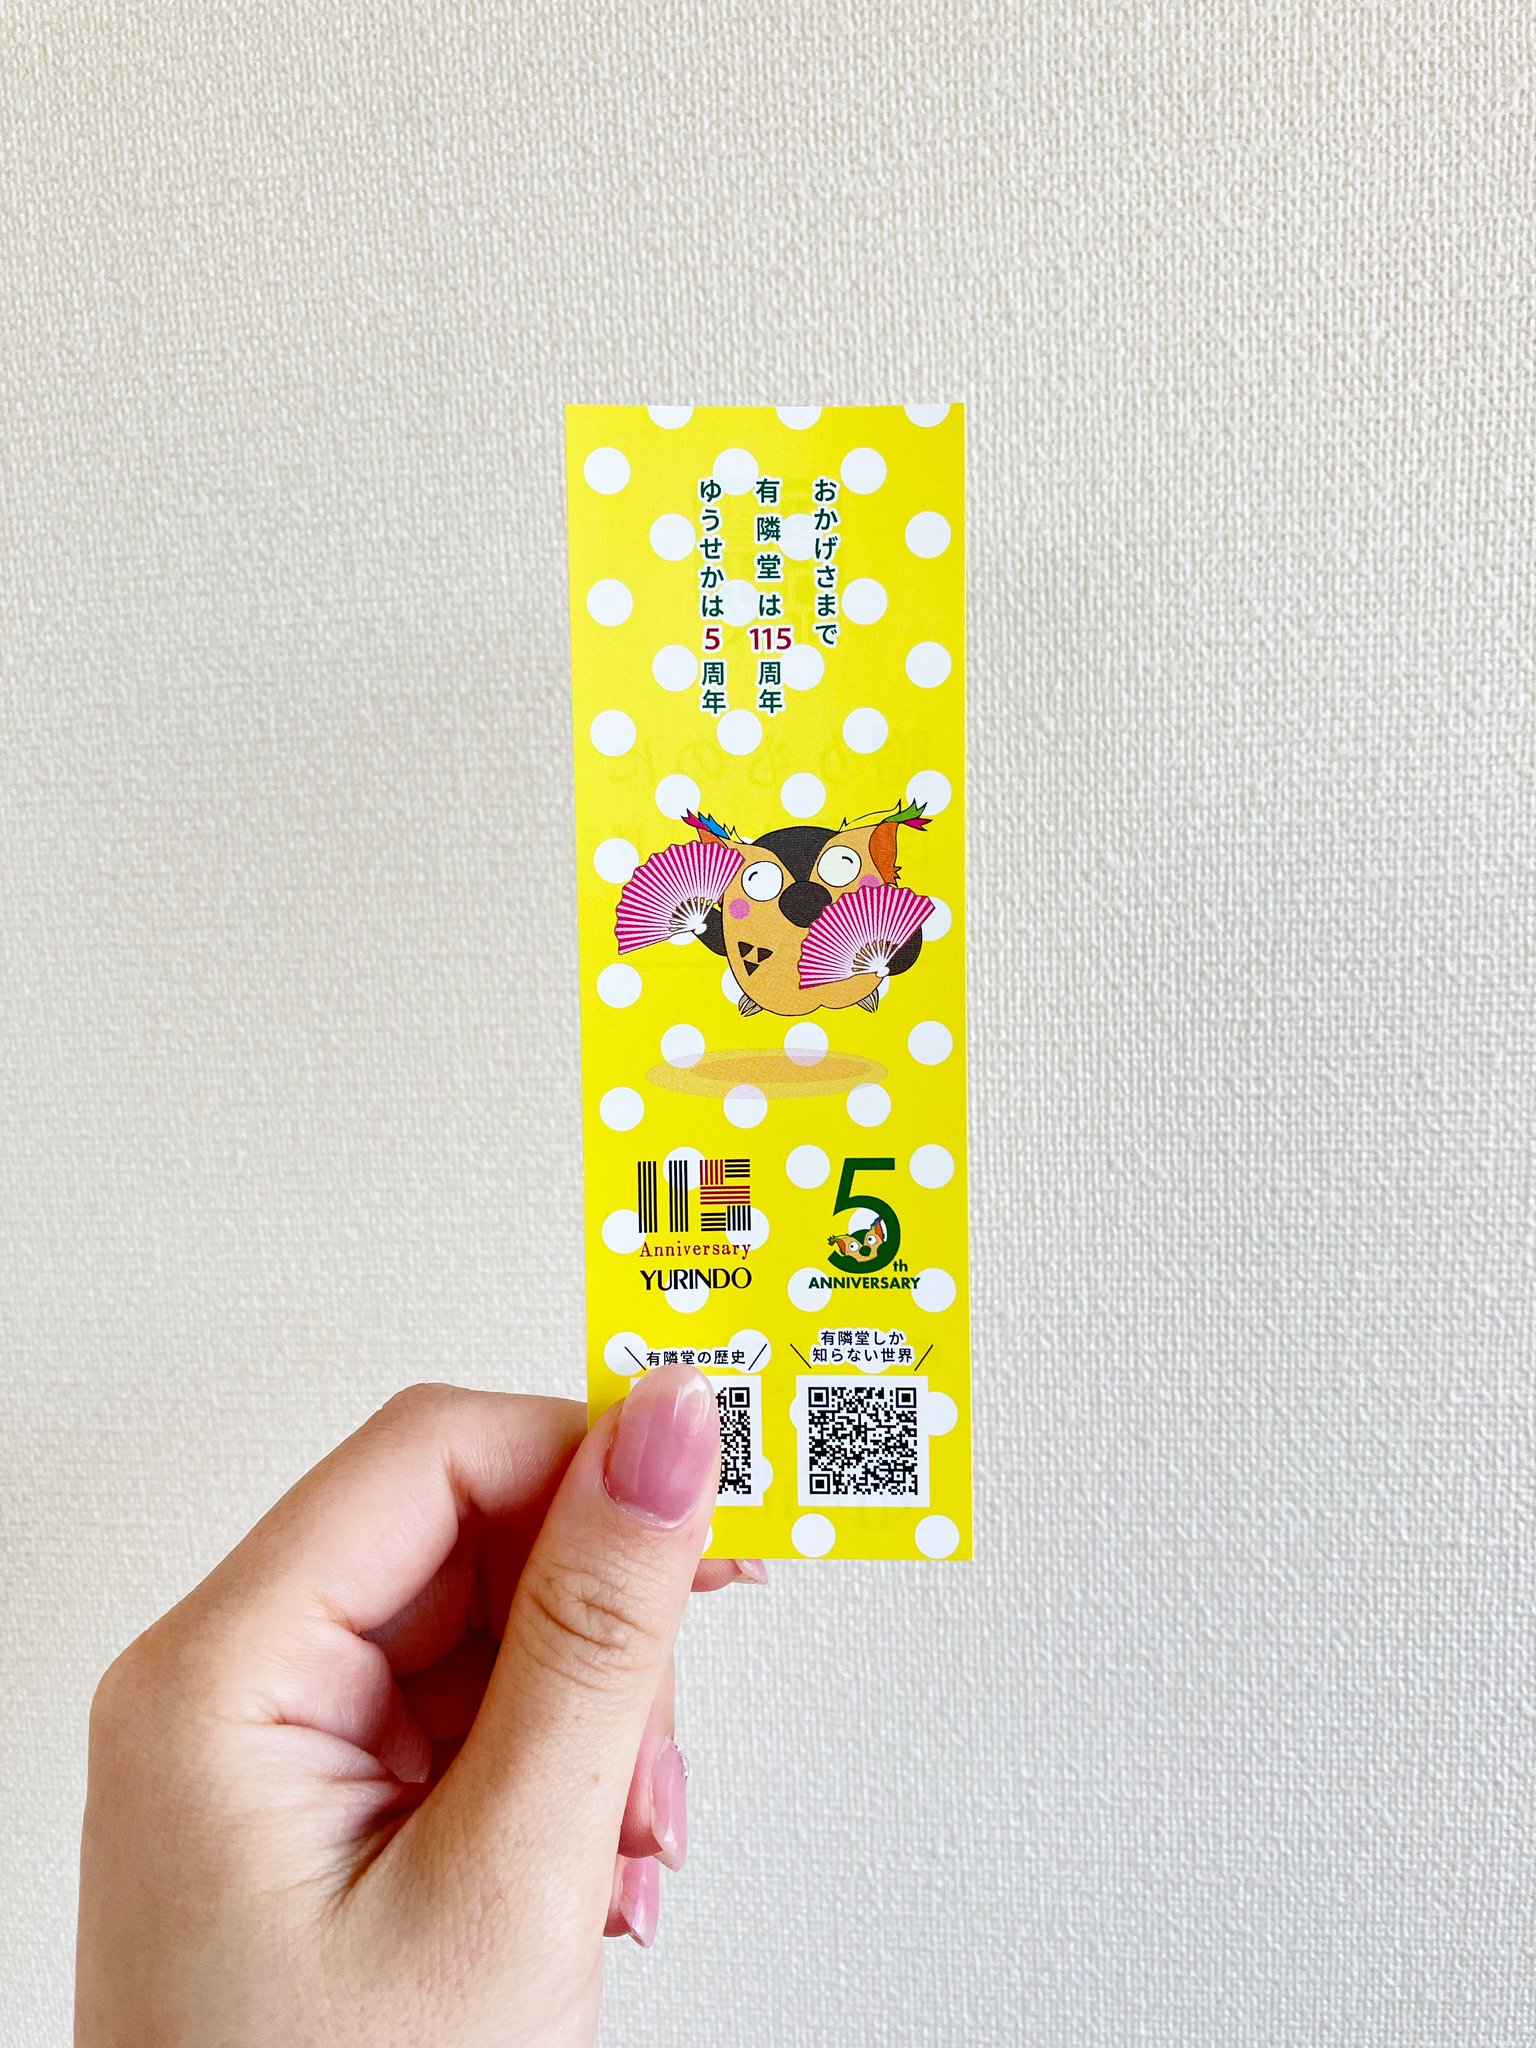 おかげさまで
有隣堂は115周年
ゆうせかは5周年
115
Anniversary
YURINDO
5th
ANNIVERSARY
有隣堂の歴史
有隣堂しか
知らない世界